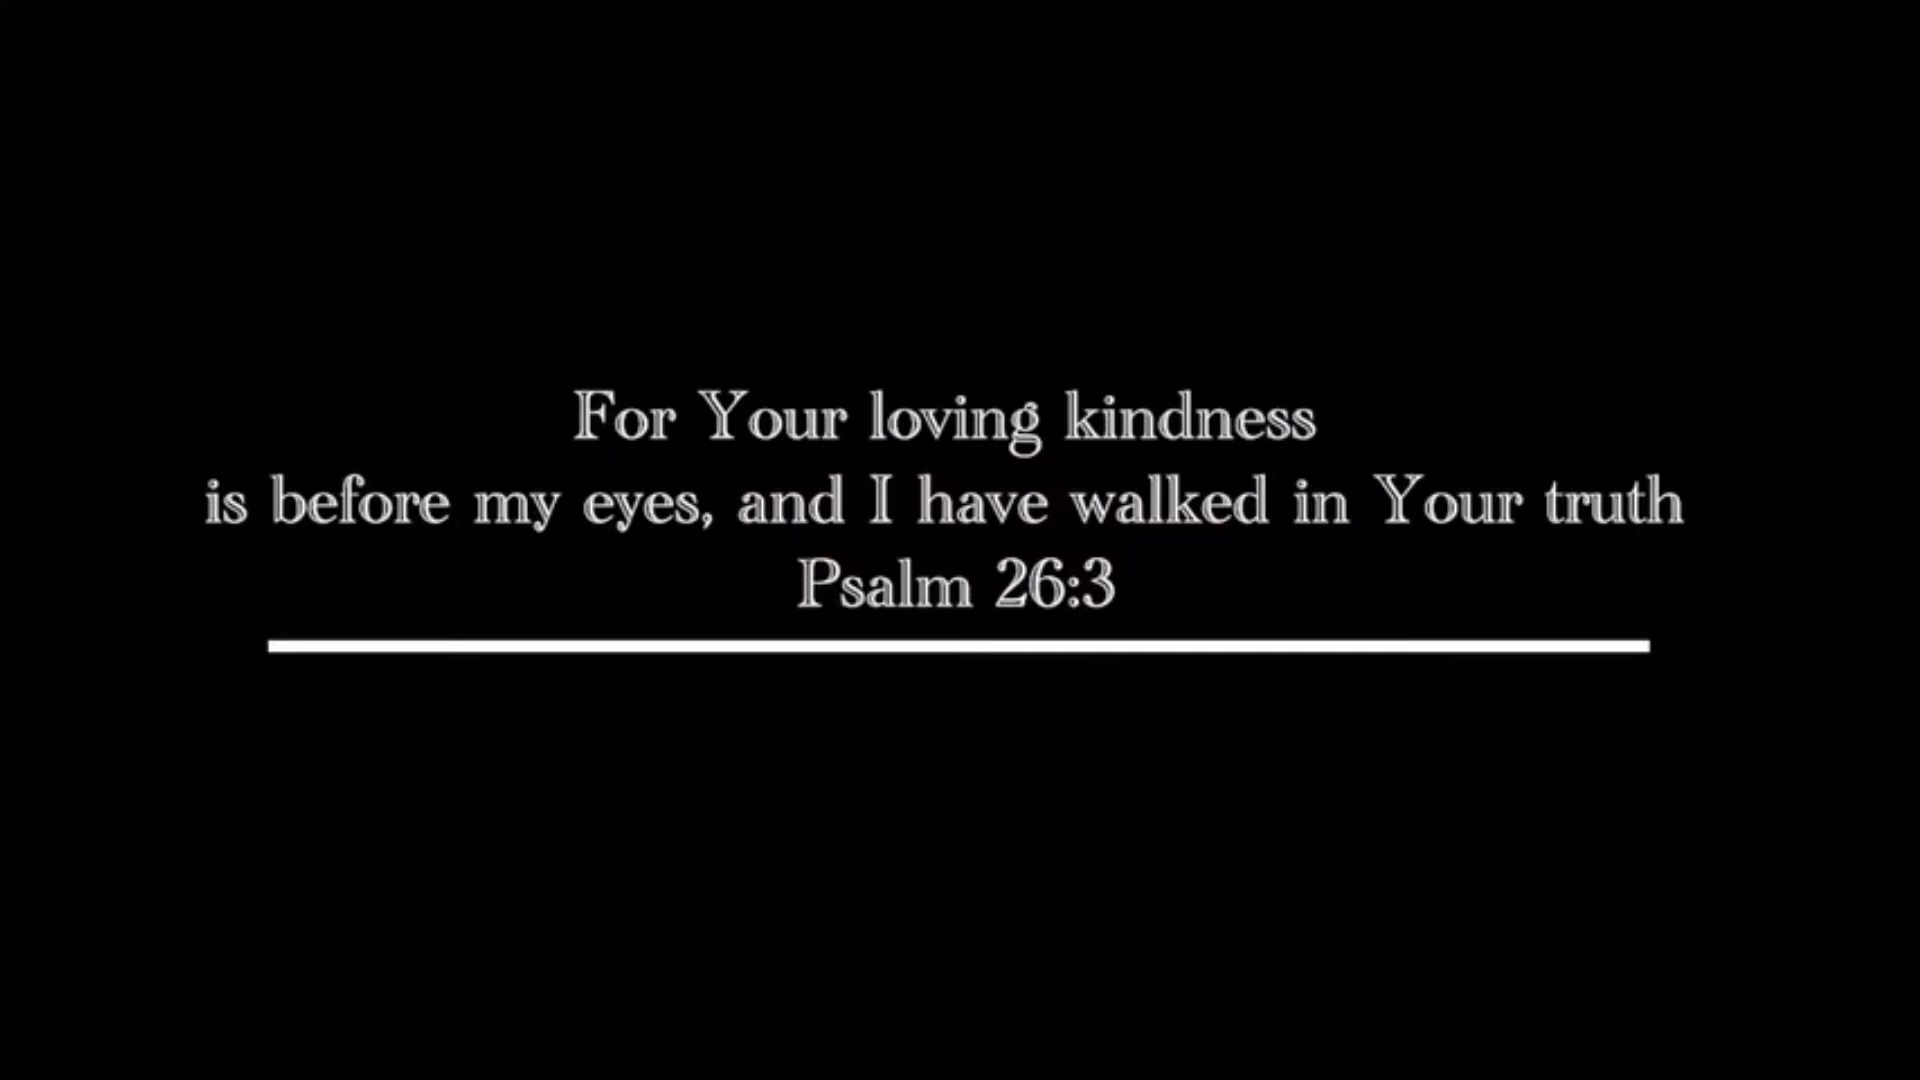 For Your loving kindness
is before my eyes, and I have walked in Your truth
Psalm 26:3